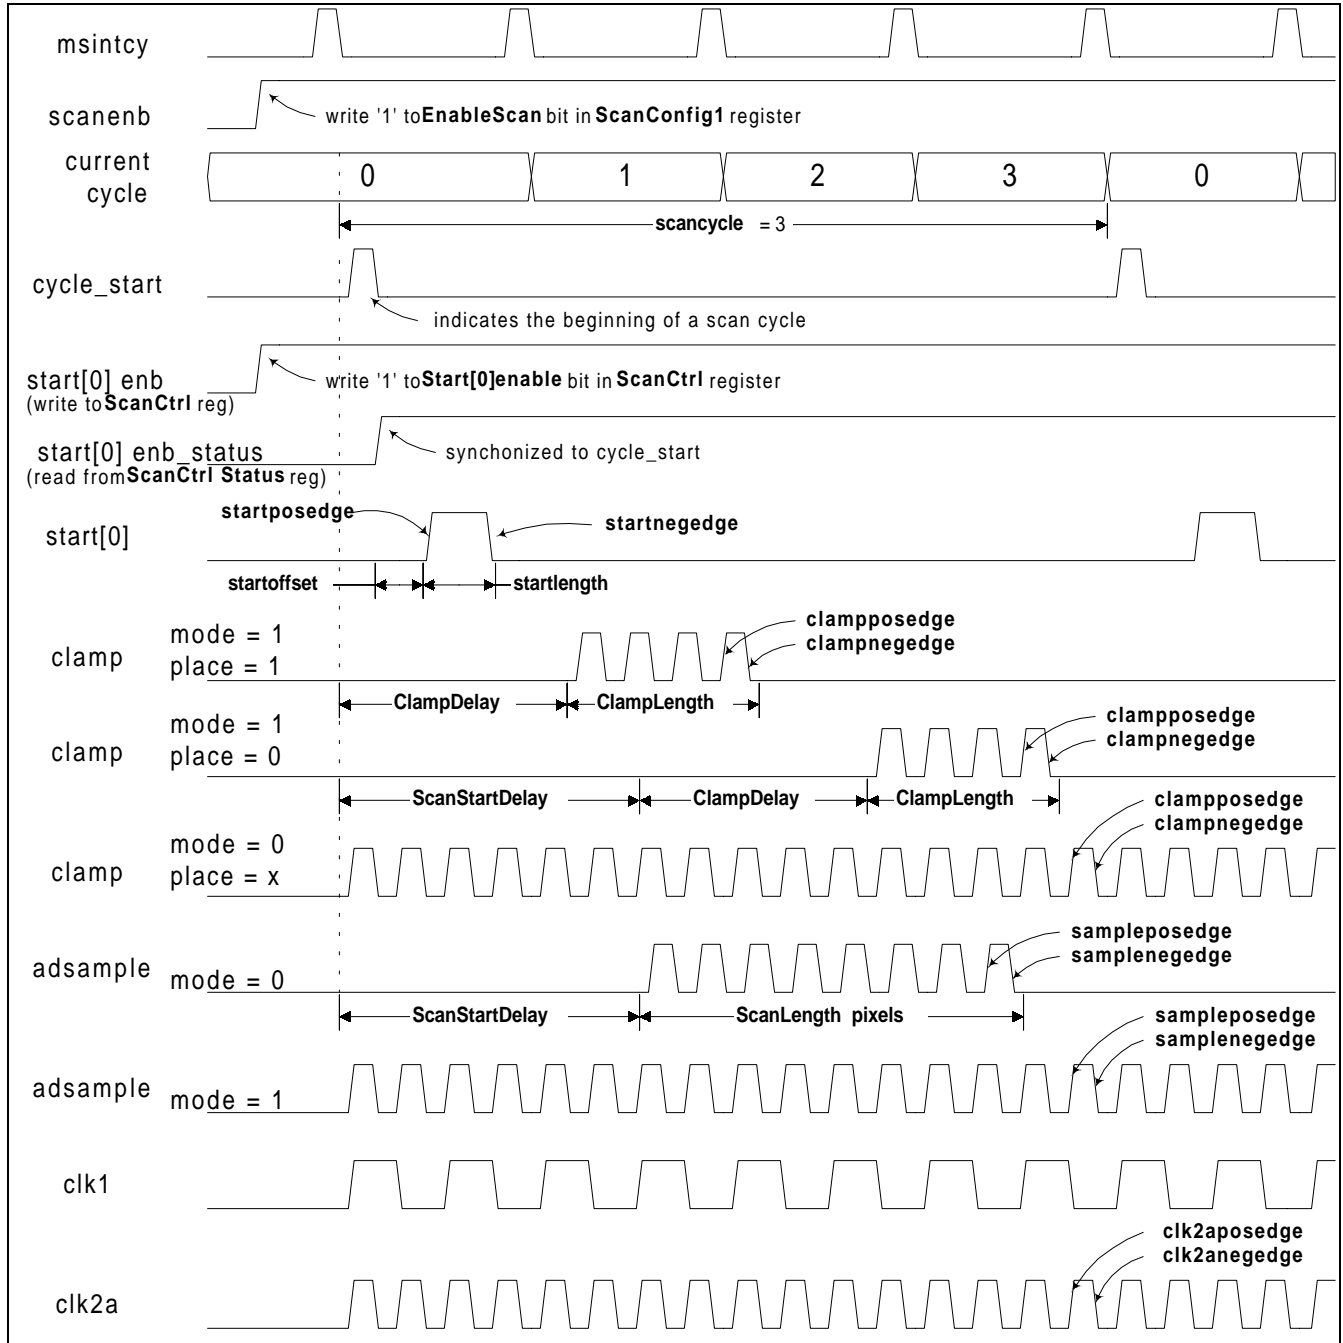 msintcy
scanenb
write '1' to EnableScan bit in ScanConfig1 register
current
cycle
0 1 2 3 0
scancycle = 3
cycle_start
indicates the beginning of a scan cycle
start[0] enb
(write to ScanCtrl reg)
write '1' to Start[0]enable bit in ScanCtrl register
start[0] enb_status
(read from ScanCtrl Status reg)
synchonized to cycle_start
start[0]
startposedge
startnegedge
startoffset
startlength
clamp
mode = 1
place = 1
clampposedge
clampnegedge
ClampDelay
ClampLength
clamp
mode = 1
place = 0
clampposedge
clampnegedge
ScanStartDelay
ClampDelay
ClampLength
clamp
mode = 0
place = x
clampposedge
clampnegedge
adsample
mode = 0
sampleposedge
samplenegedge
ScanStartDelay
ScanLength pixels
adsample
mode = 1
sampleposedge
samplenegedge
clk1
clk2a
clk2aposedge
clk2anegedge